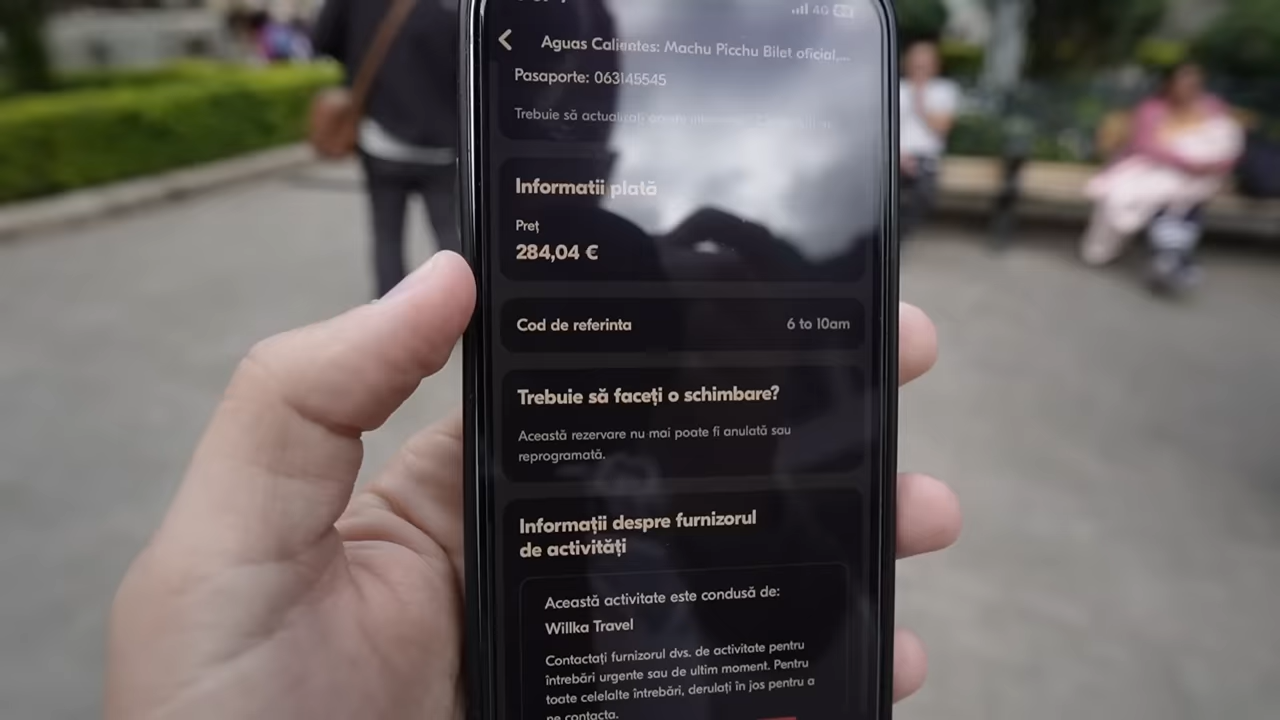 4G
Aguas Calientes: Machu Picchu Bilet oficial,...
Pasaporte: 063145545
Trebuie să actualizați
Informatii plată
Preț
284,04 €
Cod de referinta 6 to 10am
Trebuie să faceți o schimbare?
Această rezervare nu mai poate fi anulată sau
reprogramată.
Informații despre furnizorul
de activități
Această activitate este condusă de:
Willka Travel
Contactați furnizorul dvs. de activitate pentru
întrebări urgente sau de ultim moment. Pentru
toate celelalte întrebări, derulați în jos pentru a
ne contacta.